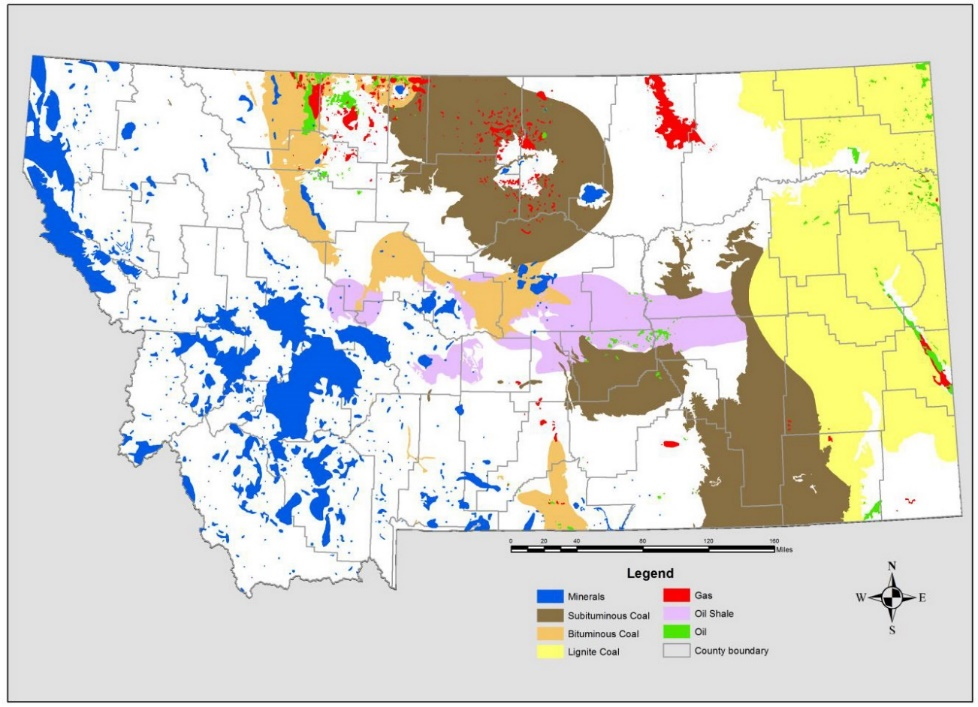 0 10 20 40 80 120 160
Miles
Legend
Minerals
Subituminous Coal
Bituminous Coal
Lignite Coal
Gas
Oil Shale
Oil
County boundary
N
W E
S